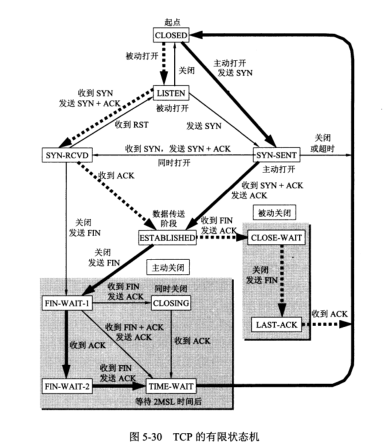 起点
CLOSED
被动打开
关闭
主动打开
发送 SYN
收到 SYN
发送 SYN + ACK
LISTEN
被动打开
收到 RST
发送 SYN
SYN-RCVD
收到 SYN，发送 SYN + ACK
同时打开
SYN-SENT
主动打开
关闭
或超时
收到 ACK
收到 SYN + ACK
发送 ACK
数据传送
阶段
ESTABLISHED
关闭
发送 FIN
关闭
发送 FIN
收到 FIN
发送 ACK
被动关闭
CLOSE-WAIT
关闭
发送 FIN
LAST-ACK
收到 ACK
主动关闭
FIN-WAIT-1
收到 FIN
发送 ACK
同时关闭
CLOSING
收到 ACK
收到 FIN + ACK
发送 ACK
收到 ACK
FIN-WAIT-2
收到 FIN
发送 ACK
TIME-WAIT
等待 2MSL 时间后
图 5-30 TCP 的有限状态机